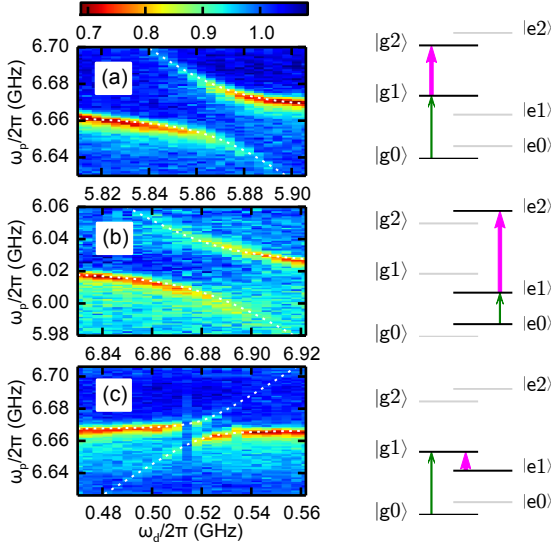 0.7 0.8 0.9 1.0
6.70
6.68
6.66
6.64
ωp/2π (GHz)
(a)
5.82 5.84 5.86 5.88 5.90
|g2⟩
|g1⟩
|g0⟩
|e2⟩
|e1⟩
|e0⟩
6.06
6.04
6.02
6.00
5.98
ωp/2π (GHz)
(b)
6.84 6.86 6.88 6.90 6.92
|g2⟩
|g1⟩
|g0⟩
|e2⟩
|e1⟩
|e0⟩
6.70
6.68
6.66
6.64
ωp/2π (GHz)
(c)
0.48 0.50 0.52 0.54 0.56
ωd/2π (GHz)
|g2⟩
|g1⟩
|g0⟩
|e2⟩
|e1⟩
|e0⟩